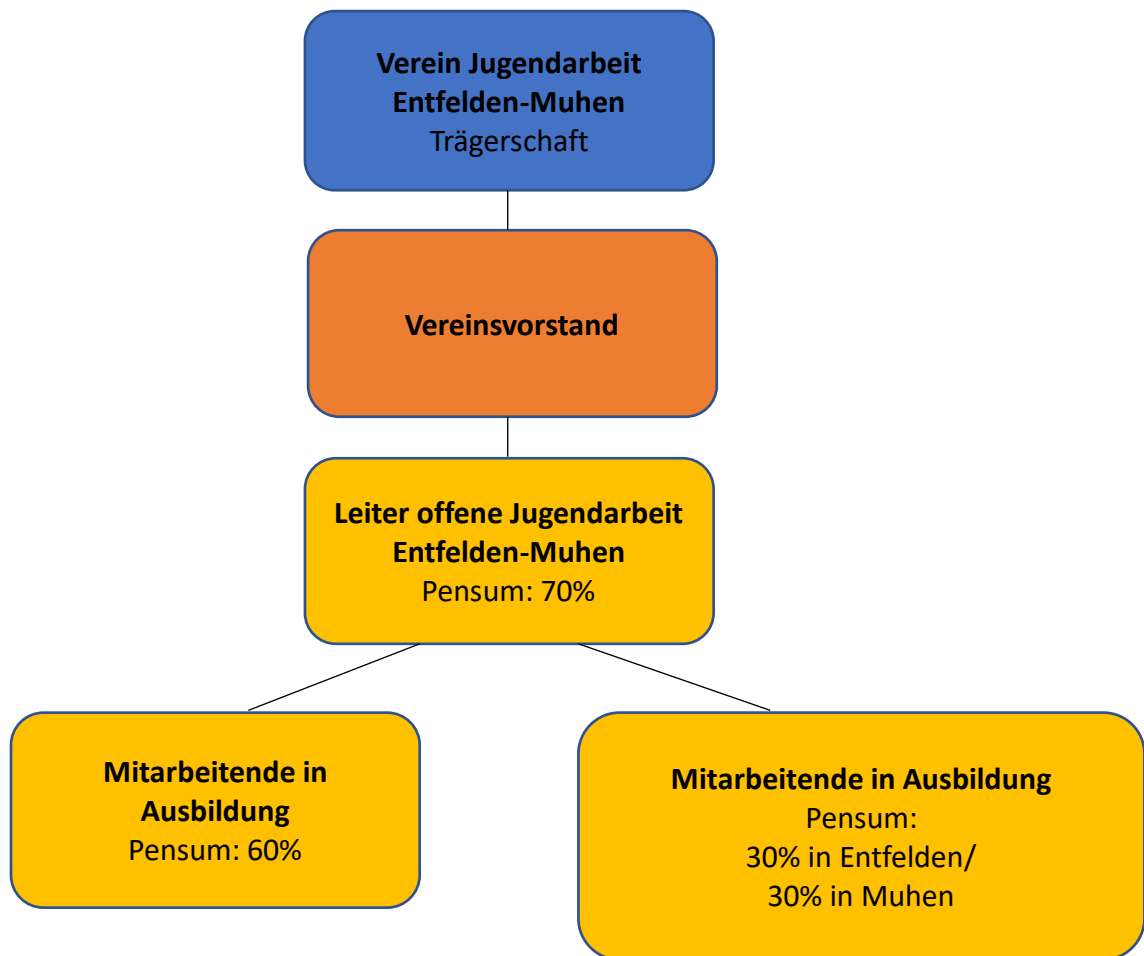 Verein Jugendarbeit
Entfelden-Muhen
Trägerschaft
Vereinsvorstand
Leiter offene Jugendarbeit
Entfelden-Muhen
Pensum: 70%
Mitarbeitende in
Ausbildung
Pensum: 60%
Mitarbeitende in Ausbildung
Pensum:
30% in Entfelden/
30% in Muhen